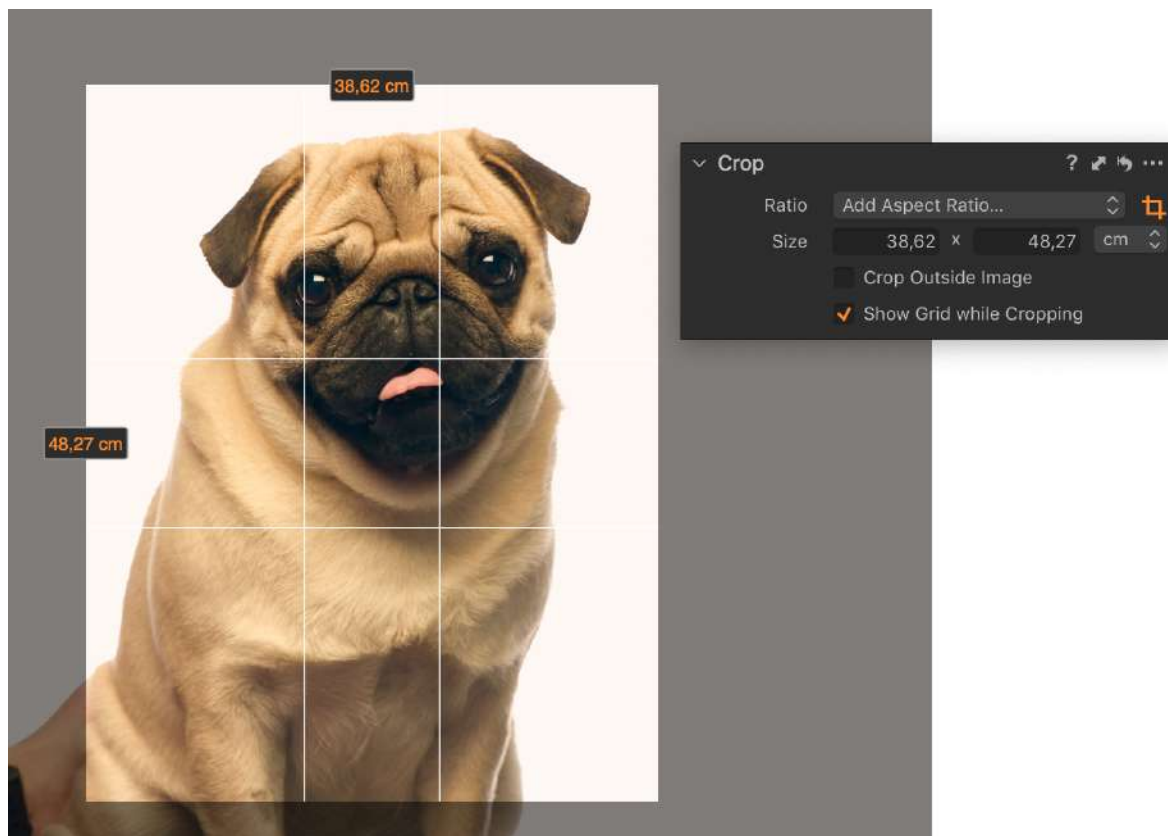 38,62 cm
Crop
?
Ratio Add Aspect Ratio...
Size 38,62 x 48,27 cm
Crop Outside Image
Show Grid while Cropping
48,27 cm